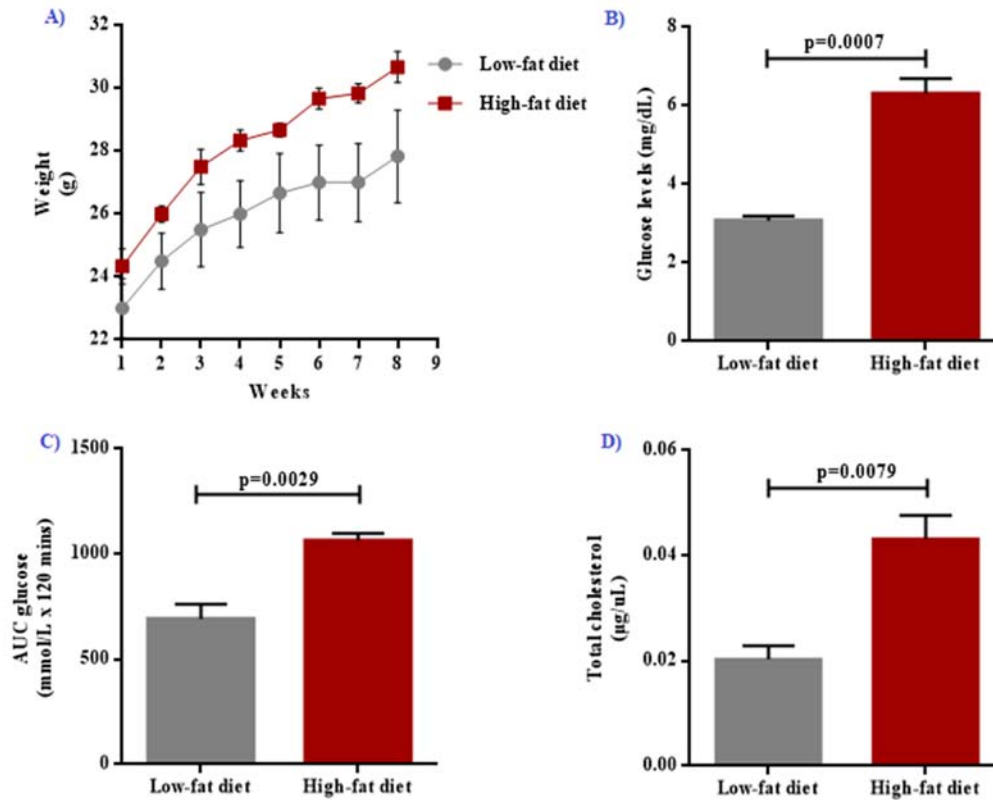 A)
32
30
28
26
24
22
Weight
(g)
1 2 3 4 5 6 7 8 9
Weeks
Low-fat diet
High-fat diet
B)
8
6
4
2
0
Glucose levels (mg/dL)
p=0.0007
Low-fat diet High-fat diet
C)
1500
1000
500
0
AUC glucose
(mmol/L x 120 mins)
p=0.0029
Low-fat diet High-fat diet
D)
0.06
0.04
0.02
0.00
Total cholesterol
(µg/uL)
p=0.0079
Low-fat diet High-fat diet